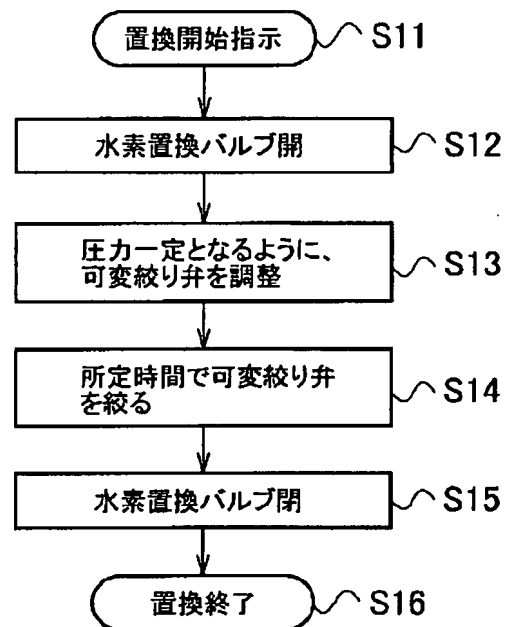 置換開始指示 S11
水素置換バルブ開 S12
圧力一定となるように、
可変絞り弁を調整 S13
所定時間で可変絞り弁
を絞る S14
水素置換バルブ閉 S15
置換終了 S16